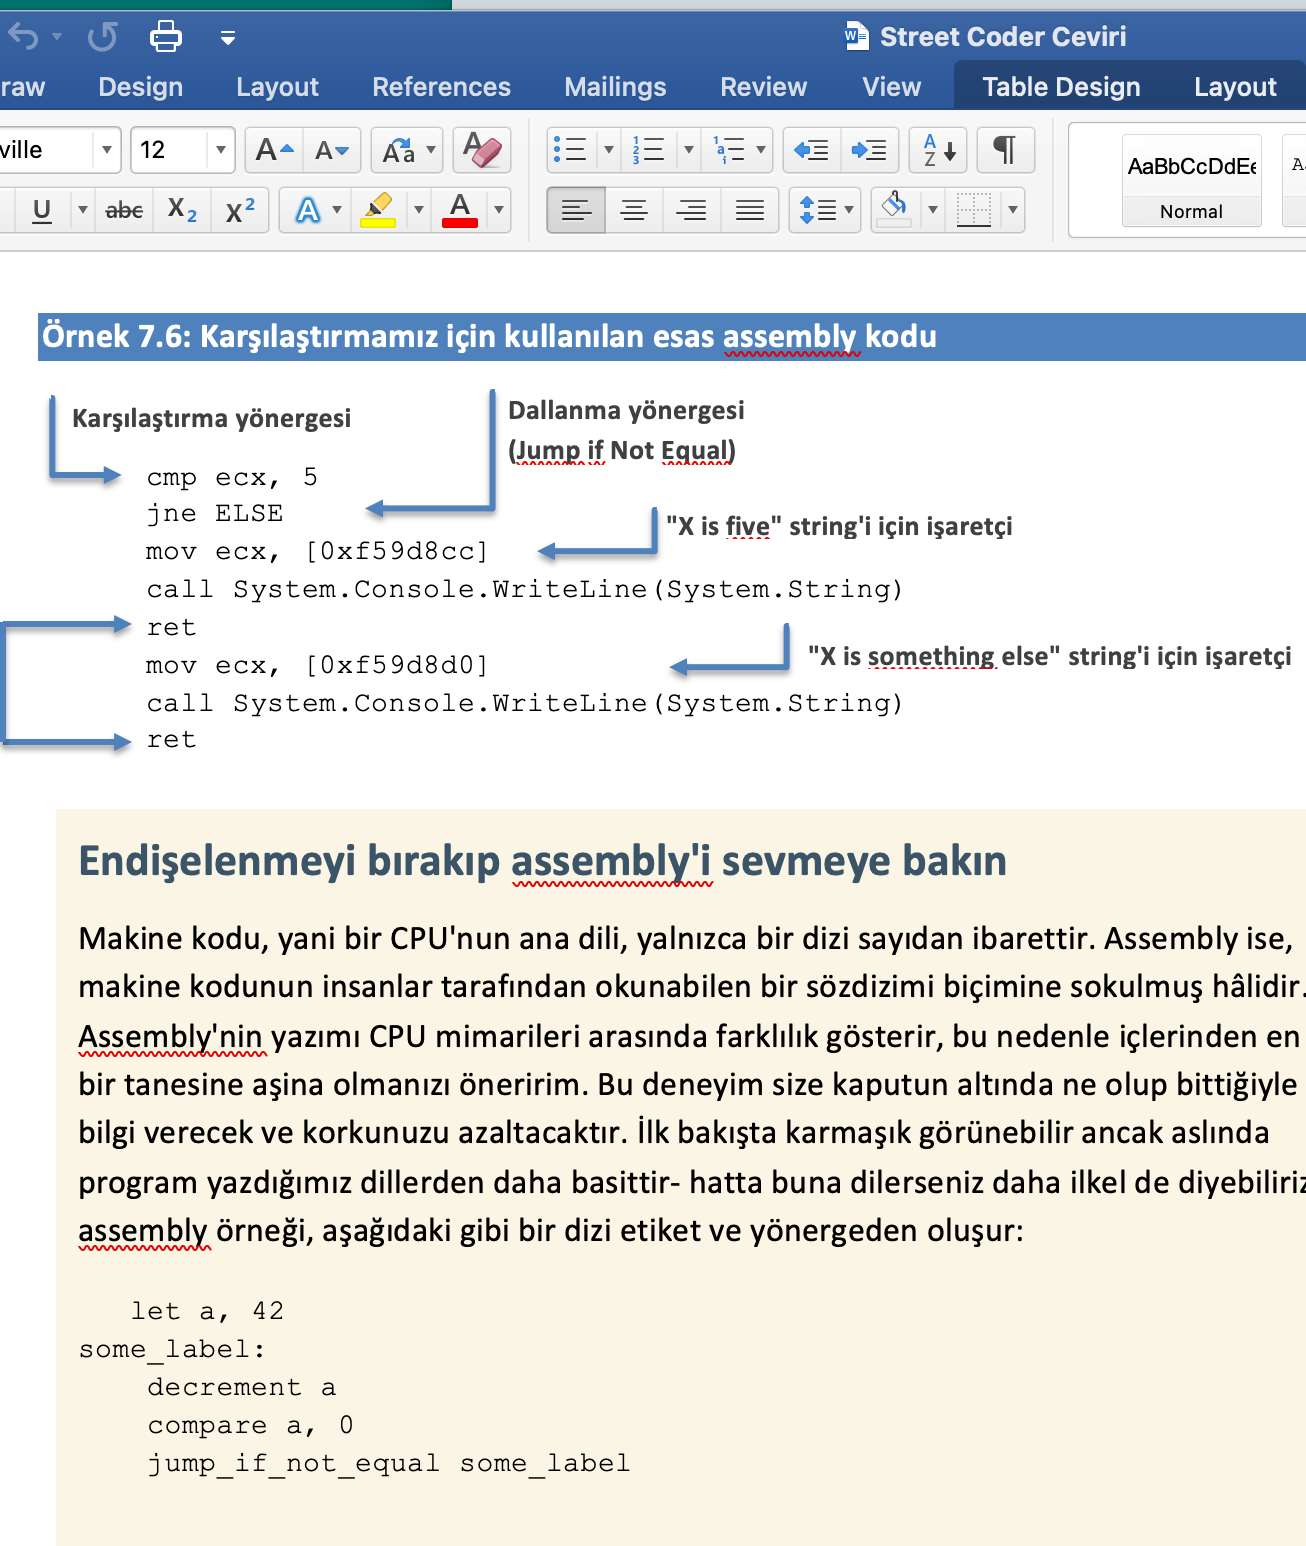 Street Coder Ceviri
raw Design Layout References Mailings Review View Table Design Layout
ville 12 A A Aa A 1 2 3 1 a i A Z ¶ AaBbCcDdEe
U abc X2 X2 A A Normal
Örnek 7.6: Karşılaştırmamız için kullanılan esas assembly kodu
Karşılaştırma yönergesi
Dallanma yönergesi
(Jump if Not Equal)
cmp ecx, 5
jne ELSE
"X is five" string'i için işaretçi
mov ecx, [0xf59d8cc]
call System.Console.WriteLine(System.String)
ret
"X is something else" string'i için işaretçi
mov ecx, [0xf59d8d0]
call System.Console.WriteLine(System.String)
ret
Endişelenmeyi bırakıp assembly'i sevmeye bakın
Makine kodu, yani bir CPU'nun ana dili, yalnızca bir dizi sayıdan ibarettir. Assembly ise,
makine kodunun insanlar tarafından okunabilen bir sözdizimi biçimine sokulmuş hâlidir.
Assembly'nin yazımı CPU mimarileri arasında farklılık gösterir, bu nedenle içlerinden en
bir tanesine aşina olmanızı öneririm. Bu deneyim size kaputun altında ne olup bittiğiyle
bilgi verecek ve korkunuzu azaltacaktır. İlk bakışta karmaşık görünebilir ancak aslında
program yazdığımız dillerden daha basittir- hatta buna dilerseniz daha ilkel de diyebiliriz
assembly örneği, aşağıdaki gibi bir dizi etiket ve yönergeden oluşur:
let a, 42
some_label:
decrement a
compare a, 0
jump_if_not_equal some_label